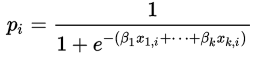 p_i = \frac{1}{1 + e^{-(\beta_1 x_{1,i} + \cdots + \beta_k x_{k,i})}}